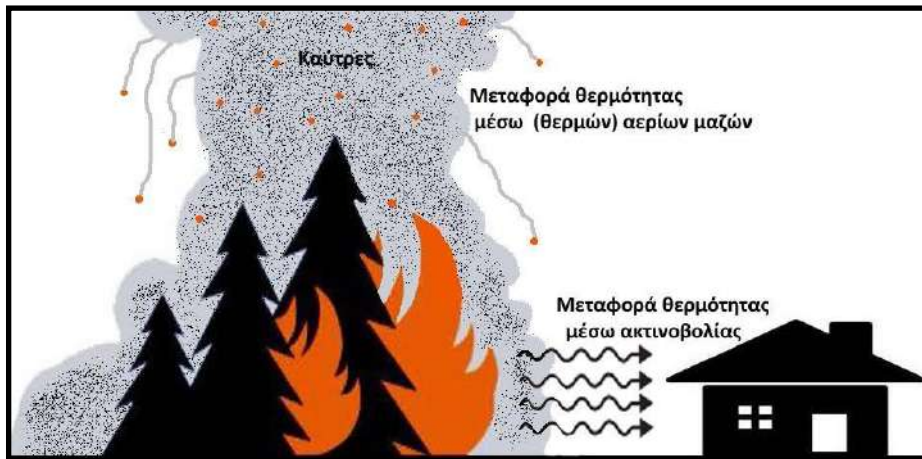 Καύτρες
Μεταφορά θερμότητας
μέσω (θερμών) αερίων μαζών
Μεταφορά θερμότητας
μέσω ακτινοβολίας